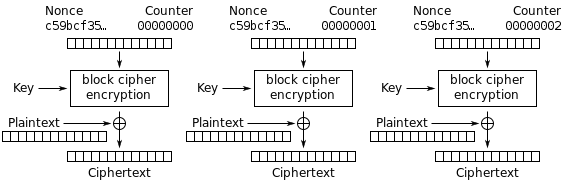 Nonce Counter Nonce Counter Nonce Counter
c59bcf35… 00000000 c59bcf35… 00000001 c59bcf35… 00000002
Key block cipher encryption Key block cipher encryption Key block cipher encryption
Plaintext Plaintext Plaintext
Ciphertext Ciphertext Ciphertext